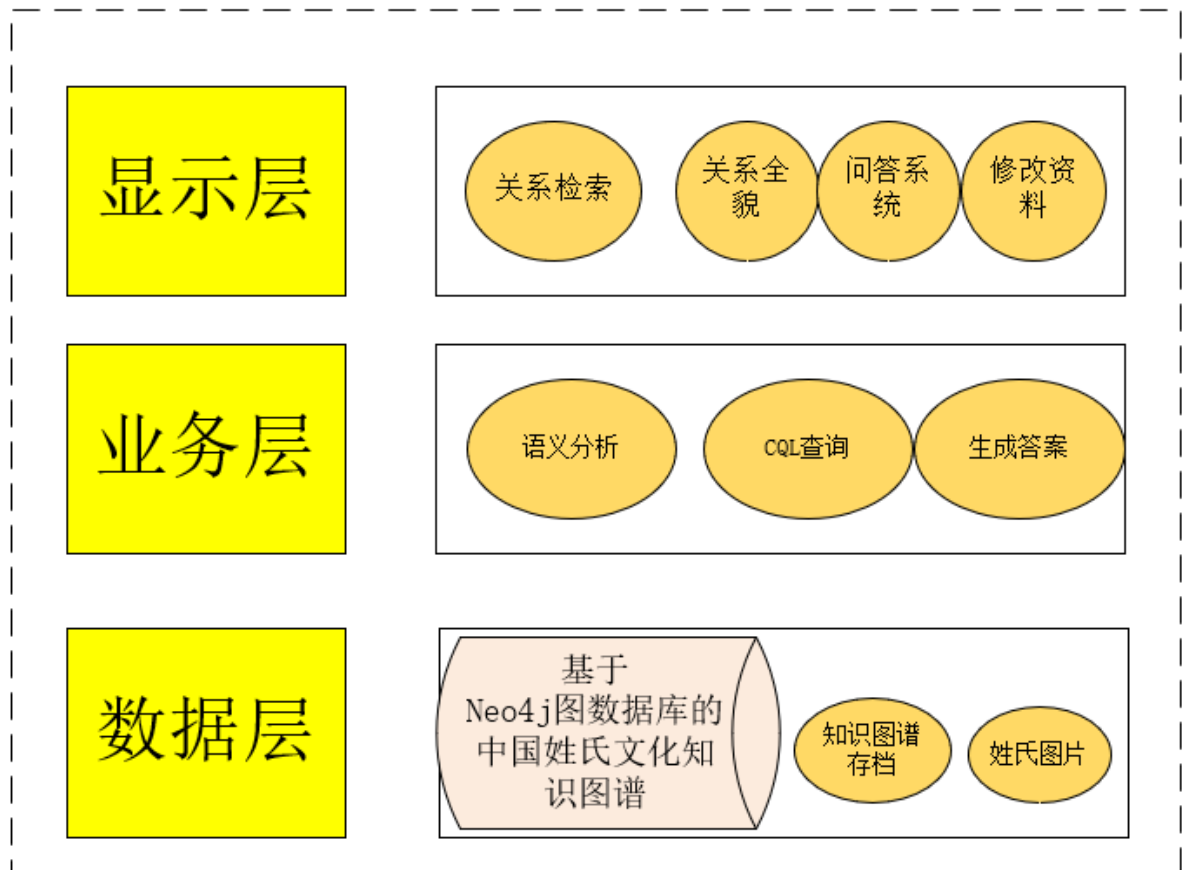 显示层
关系检索
关系全
貌
问答系
统
修改资
料
业务层
语义分析
CQL查询
生成答案
数据层
基于
Neo4j图数据库的
中国姓氏文化知
识图谱
知识图谱
存档
姓氏图片